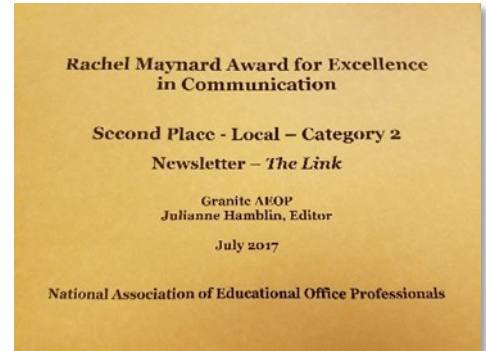 Rachel Maynard Award for Excellence
in Communication
Second Place - Local – Category 2
Newsletter – The Link
Granite AEOP
Julianne Hamblin, Editor
July 2017
National Association of Educational Office Professionals